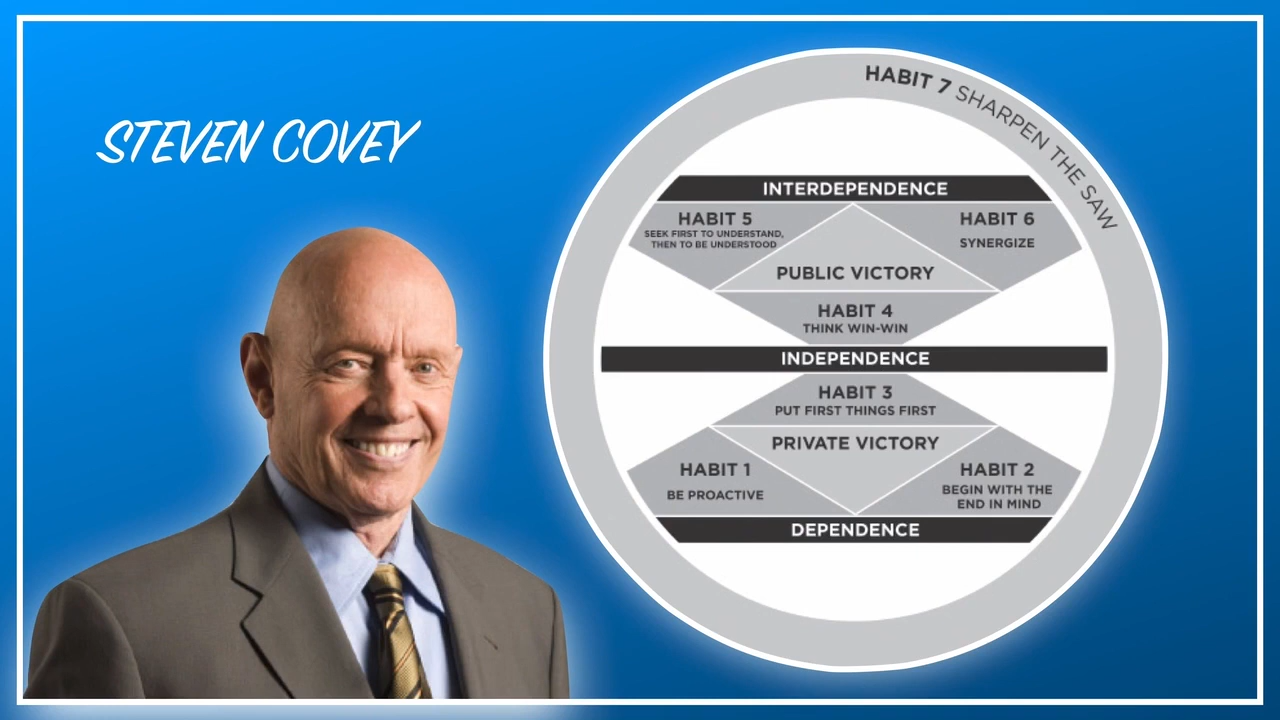 STEVEN COVEY
HABIT 7 SHARPEN THE SAW
INTERDEPENDENCE
HABIT 5
SEEK FIRST TO UNDERSTAND,
THEN TO BE UNDERSTOOD
HABIT 6
SYNERGIZE
PUBLIC VICTORY
HABIT 4
THINK WIN-WIN
INDEPENDENCE
HABIT 3
PUT FIRST THINGS FIRST
PRIVATE VICTORY
HABIT 1
BE PROACTIVE
HABIT 2
BEGIN WITH THE
END IN MIND
DEPENDENCE